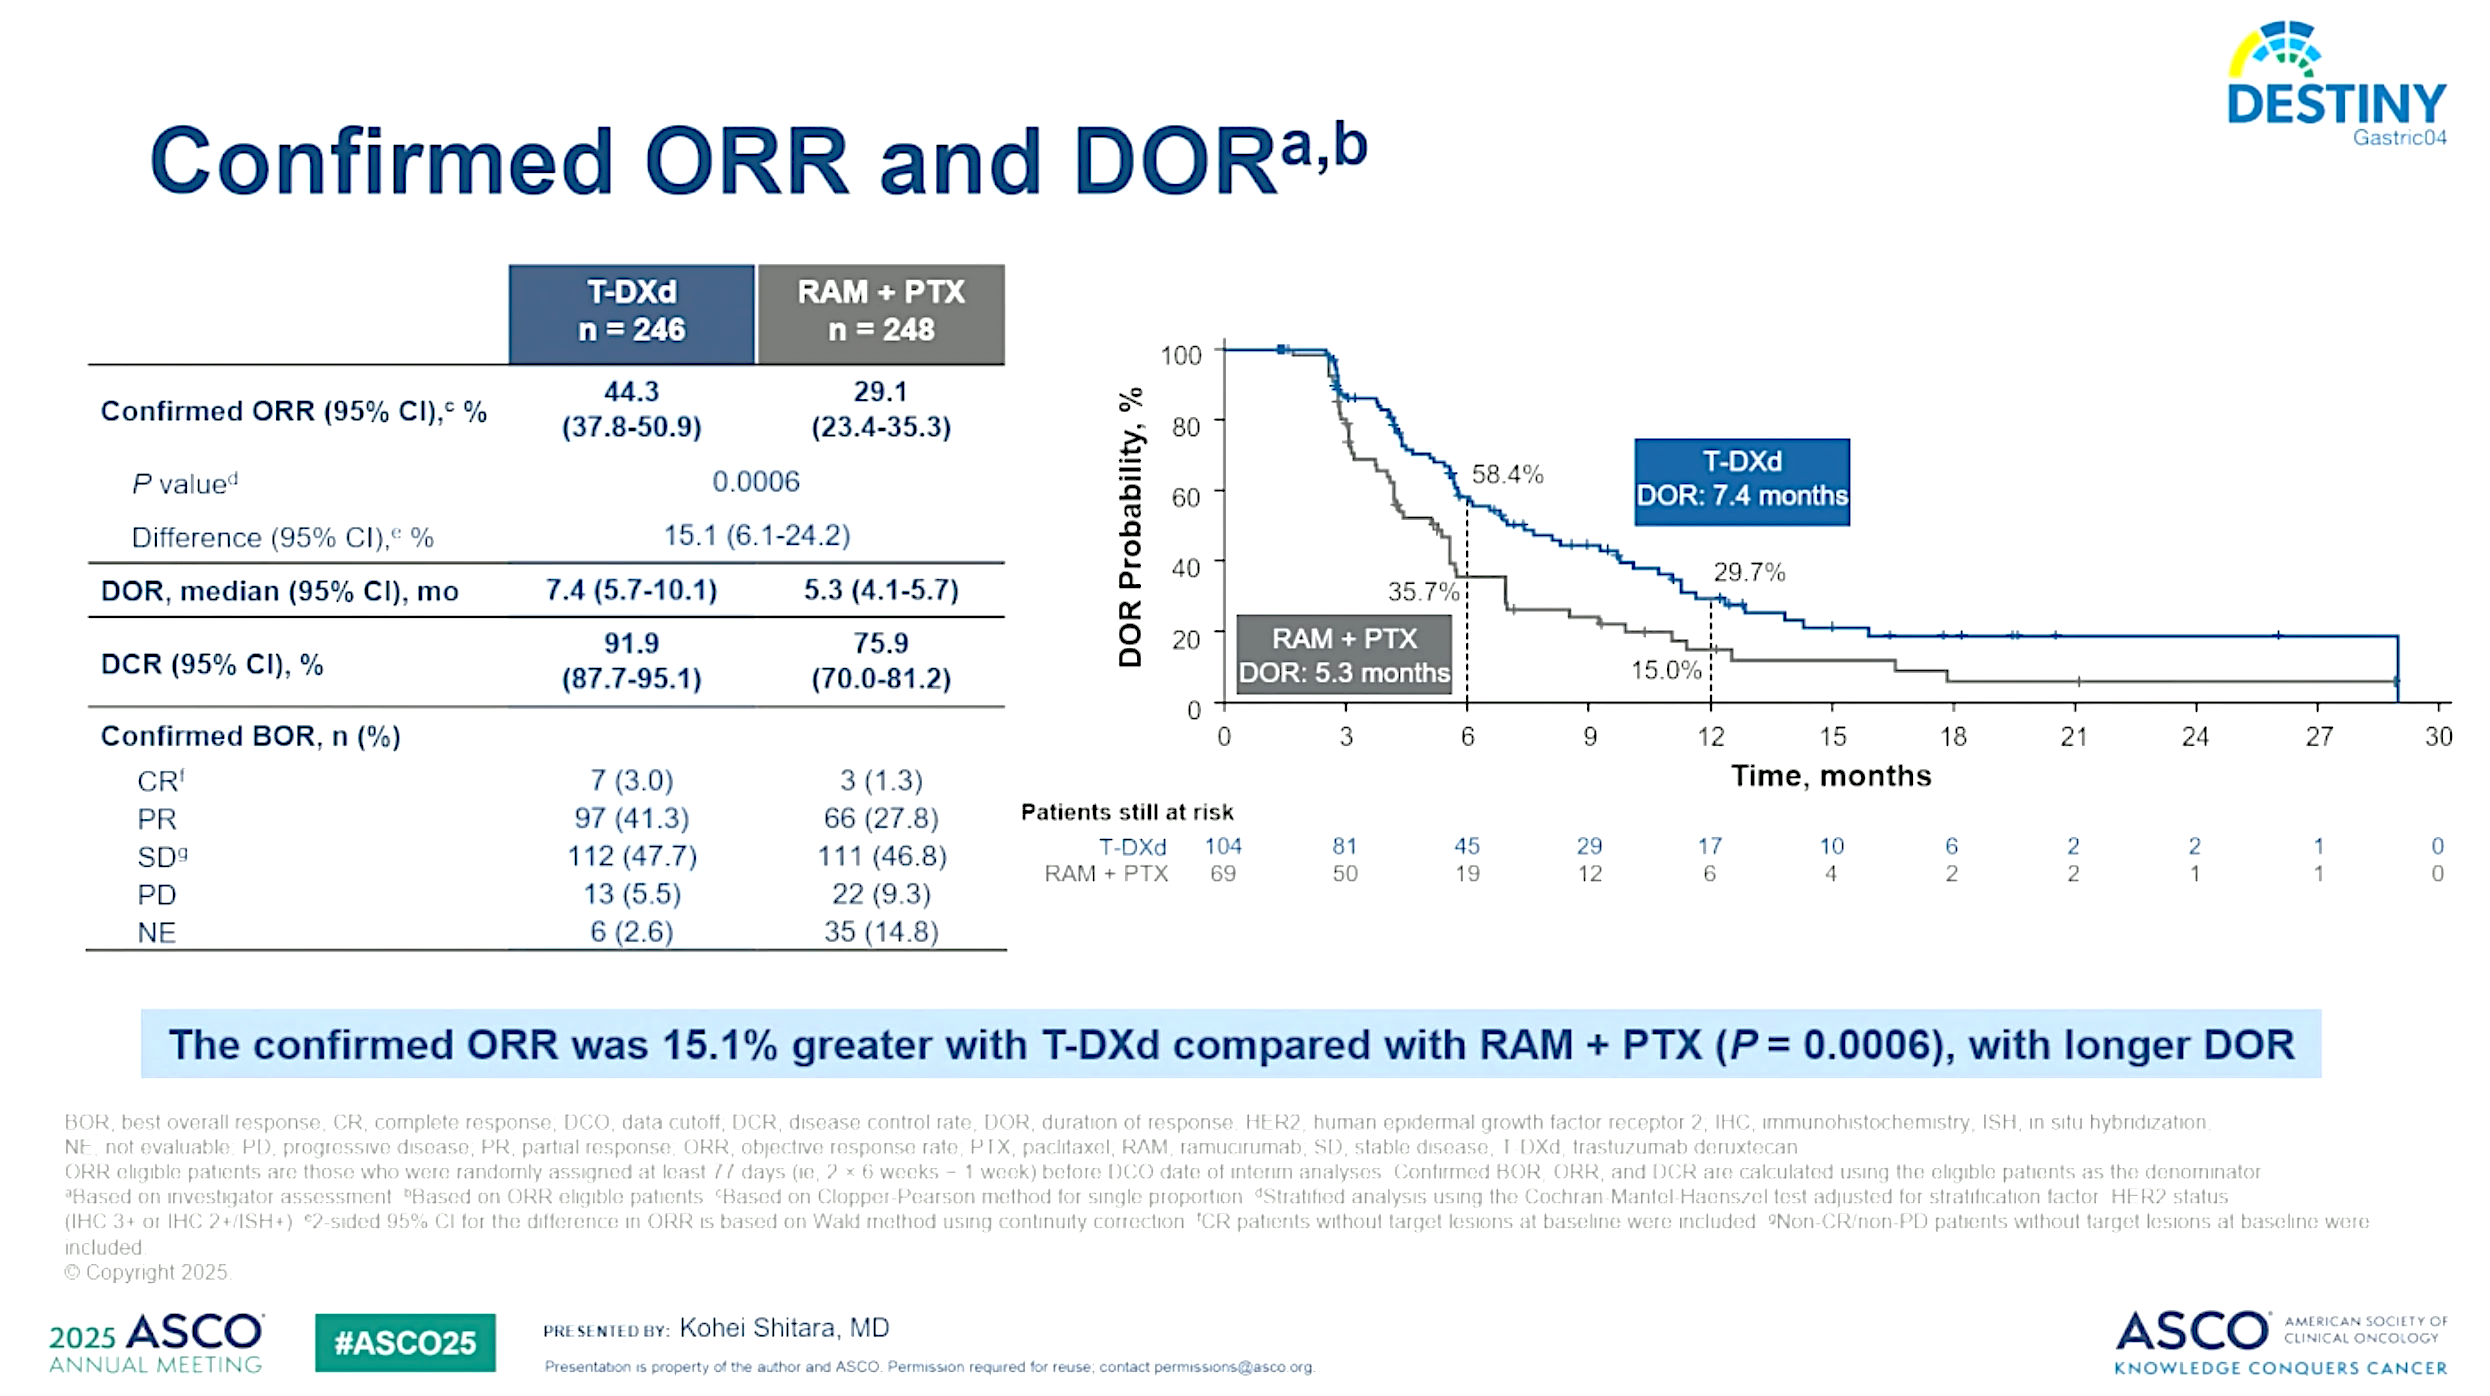 DESTINY
Gastric04
Confirmed ORR and DORa,b
T-DXd RAM + PTX
n = 246 n = 248
Confirmed ORR (95% CI),c % 44.3 (37.8-50.9) 29.1 (23.4-35.3)
P valued 0.0006
Difference (95% CI),e % 15.1 (6.1-24.2)
DOR, median (95% CI), mo 7.4 (5.7-10.1) 5.3 (4.1-5.7)
DCR (95% CI), % 91.9 (87.7-95.1) 75.9 (70.0-81.2)
Confirmed BOR, n (%)
CRf 7 (3.0) 3 (1.3)
PR 97 (41.3) 66 (27.8)
SDg 112 (47.7) 111 (46.8)
PD 13 (5.5) 22 (9.3)
NE 6 (2.6) 35 (14.8)
DOR Probability, %
100
80
60
40
20
0
58.4%
T-DXd
DOR: 7.4 months
29.7%
35.7%
RAM + PTX
DOR: 5.3 months
15.0%
0 3 6 9 12 15 18 21 24 27 30
Time, months
Patients still at risk
T-DXd 104 81 45 29 17 10 6 2 2 1 0
RAM + PTX 69 50 19 12 6 4 2 2 1 1 0
The confirmed ORR was 15.1% greater with T-DXd compared with RAM + PTX (P = 0.0006), with longer DOR
BOR, best overall response, CR, complete response, DCO, data cutoff, DCR, disease control rate, DOR, duration of response, HER2, human epidermal growth factor receptor 2, IHC, immunohistochemistry, ISH, in situ hybridization,
NE, not evaluable, PD, progressive disease, PR, partial response, ORR, objective response rate, PTX, paclitaxel, RAM, ramucirumab, SD, stable disease, T-DXd, trastuzumab deruxtecan
ORR eligible patients are those who were randomly assigned at least 77 days (ie, 2 × 6 weeks − 1 week) before DCO date of interim analyses. Confirmed BOR, ORR, and DCR are calculated using the eligible patients as the denominator
aBased on investigator assessment. bBased on ORR eligible patients. cBased on Clopper-Pearson method for single proportion. dStratified analysis using the Cochran-Mantel-Haenszel test adjusted for stratification factor HER2 status
(IHC 3+ or IHC 2+/ISH+). e2-sided 95% CI for the difference in ORR is based on Wald method using continuity correction. fCR patients without target lesions at baseline were included. gNon-CR/non-PD patients without target lesions at baseline were
included.
© Copyright 2025.
2025 ASCO
ANNUAL MEETING
#ASCO25
PRESENTED BY: Kohei Shitara, MD
Presentation is property of the author and ASCO. Permission required for reuse; contact permissions@asco.org.
ASCO AMERICAN SOCIETY OF
CLINICAL ONCOLOGY
KNOWLEDGE CONQUERS CANCER